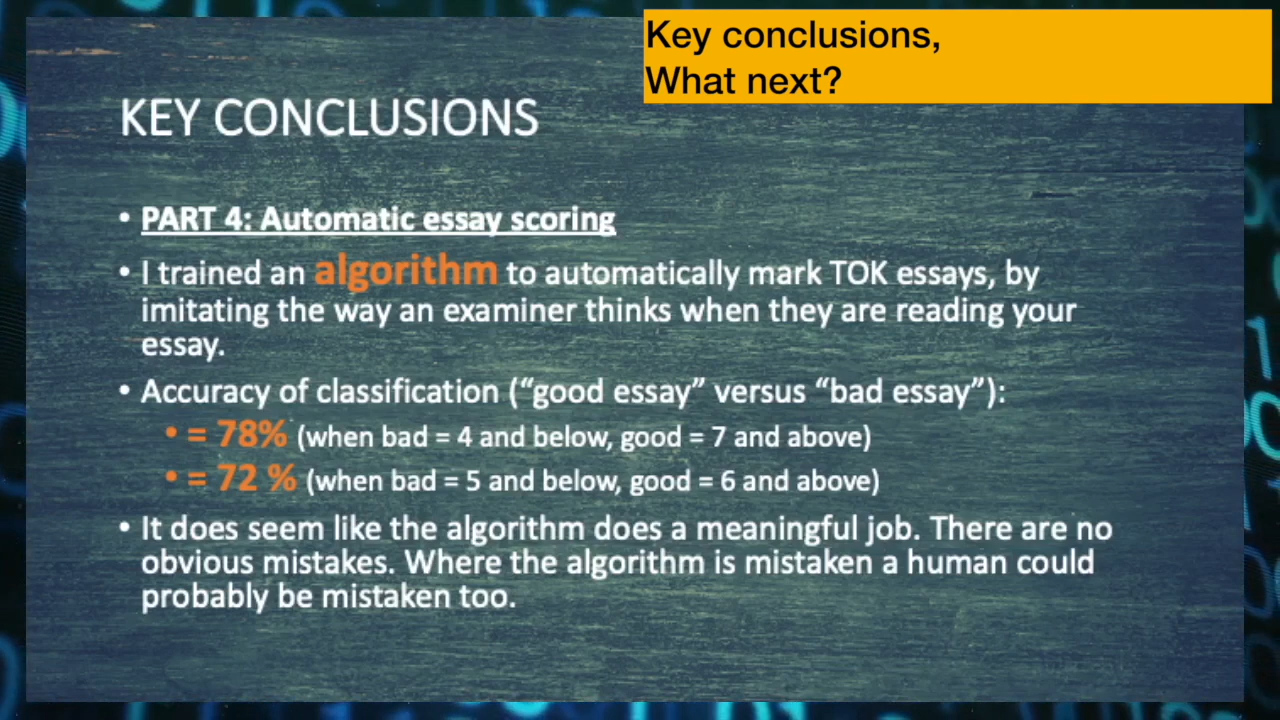 Key conclusions,
What next?
KEY CONCLUSIONS
• PART 4: Automatic essay scoring
• I trained an algorithm to automatically mark TOK essays, by
imitating the way an examiner thinks when they are reading your
essay.
• Accuracy of classification (“good essay” versus “bad essay”):
• = 78% (when bad = 4 and below, good = 7 and above)
• = 72 % (when bad = 5 and below, good = 6 and above)
• It does seem like the algorithm does a meaningful job. There are no
obvious mistakes. Where the algorithm is mistaken a human could
probably be mistaken too.